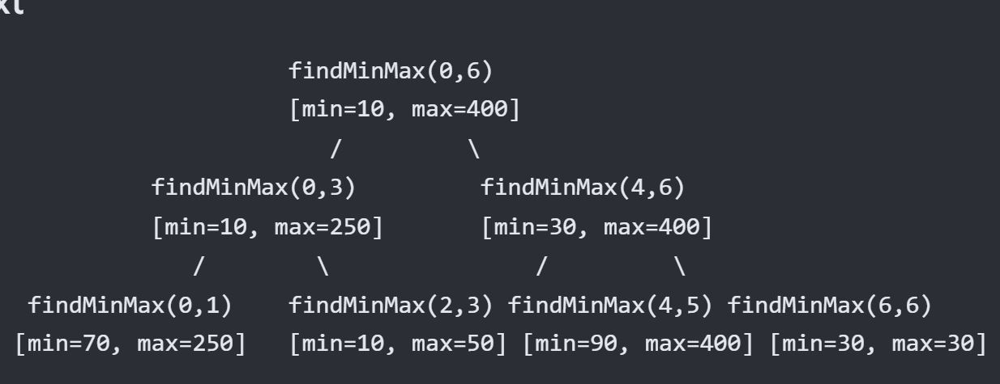 xt
findMinMax(0,6)
[min=10, max=400]
/ \
findMinMax(0,3) findMinMax(4,6)
[min=10, max=250] [min=30, max=400]
/ \ / \
findMinMax(0,1) findMinMax(2,3) findMinMax(4,5) findMinMax(6,6)
[min=70, max=250] [min=10, max=50] [min=90, max=400] [min=30, max=30]